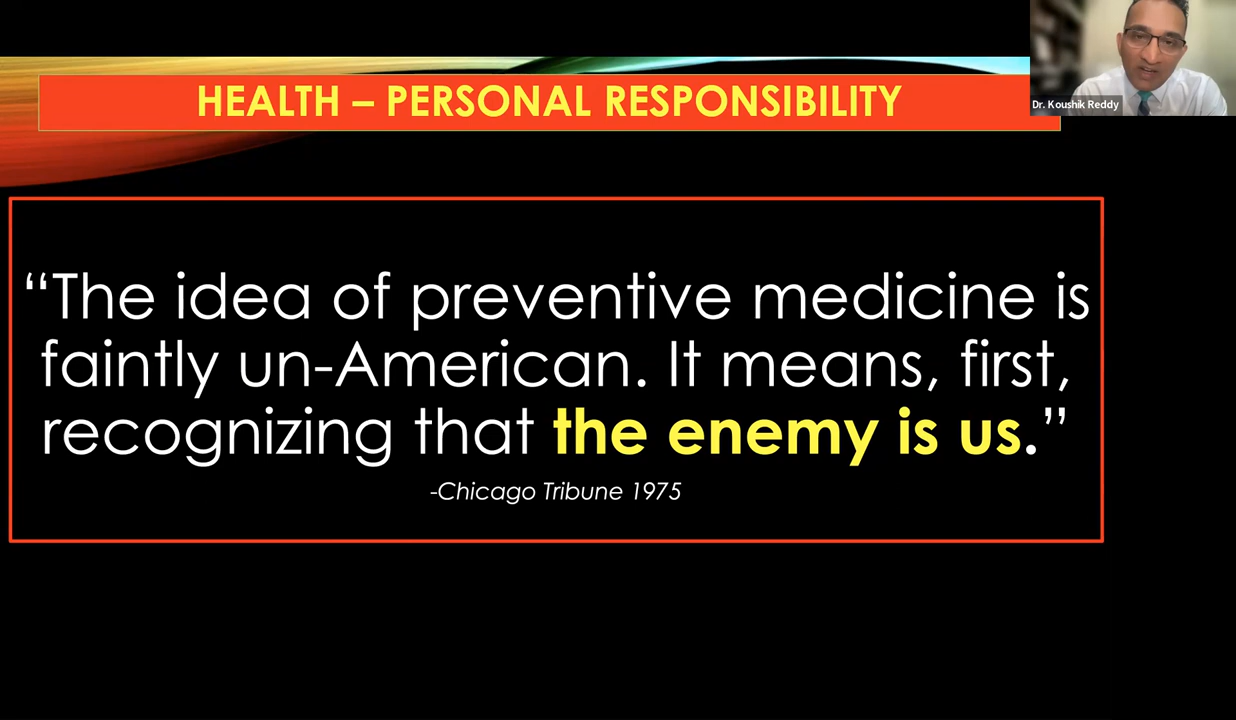 HEALTH – PERSONAL RESPONSIBILITY
Dr. Koushik Reddy
“The idea of preventive medicine is
faintly un-American. It means, first,
recognizing that the enemy is us.”
-Chicago Tribune 1975